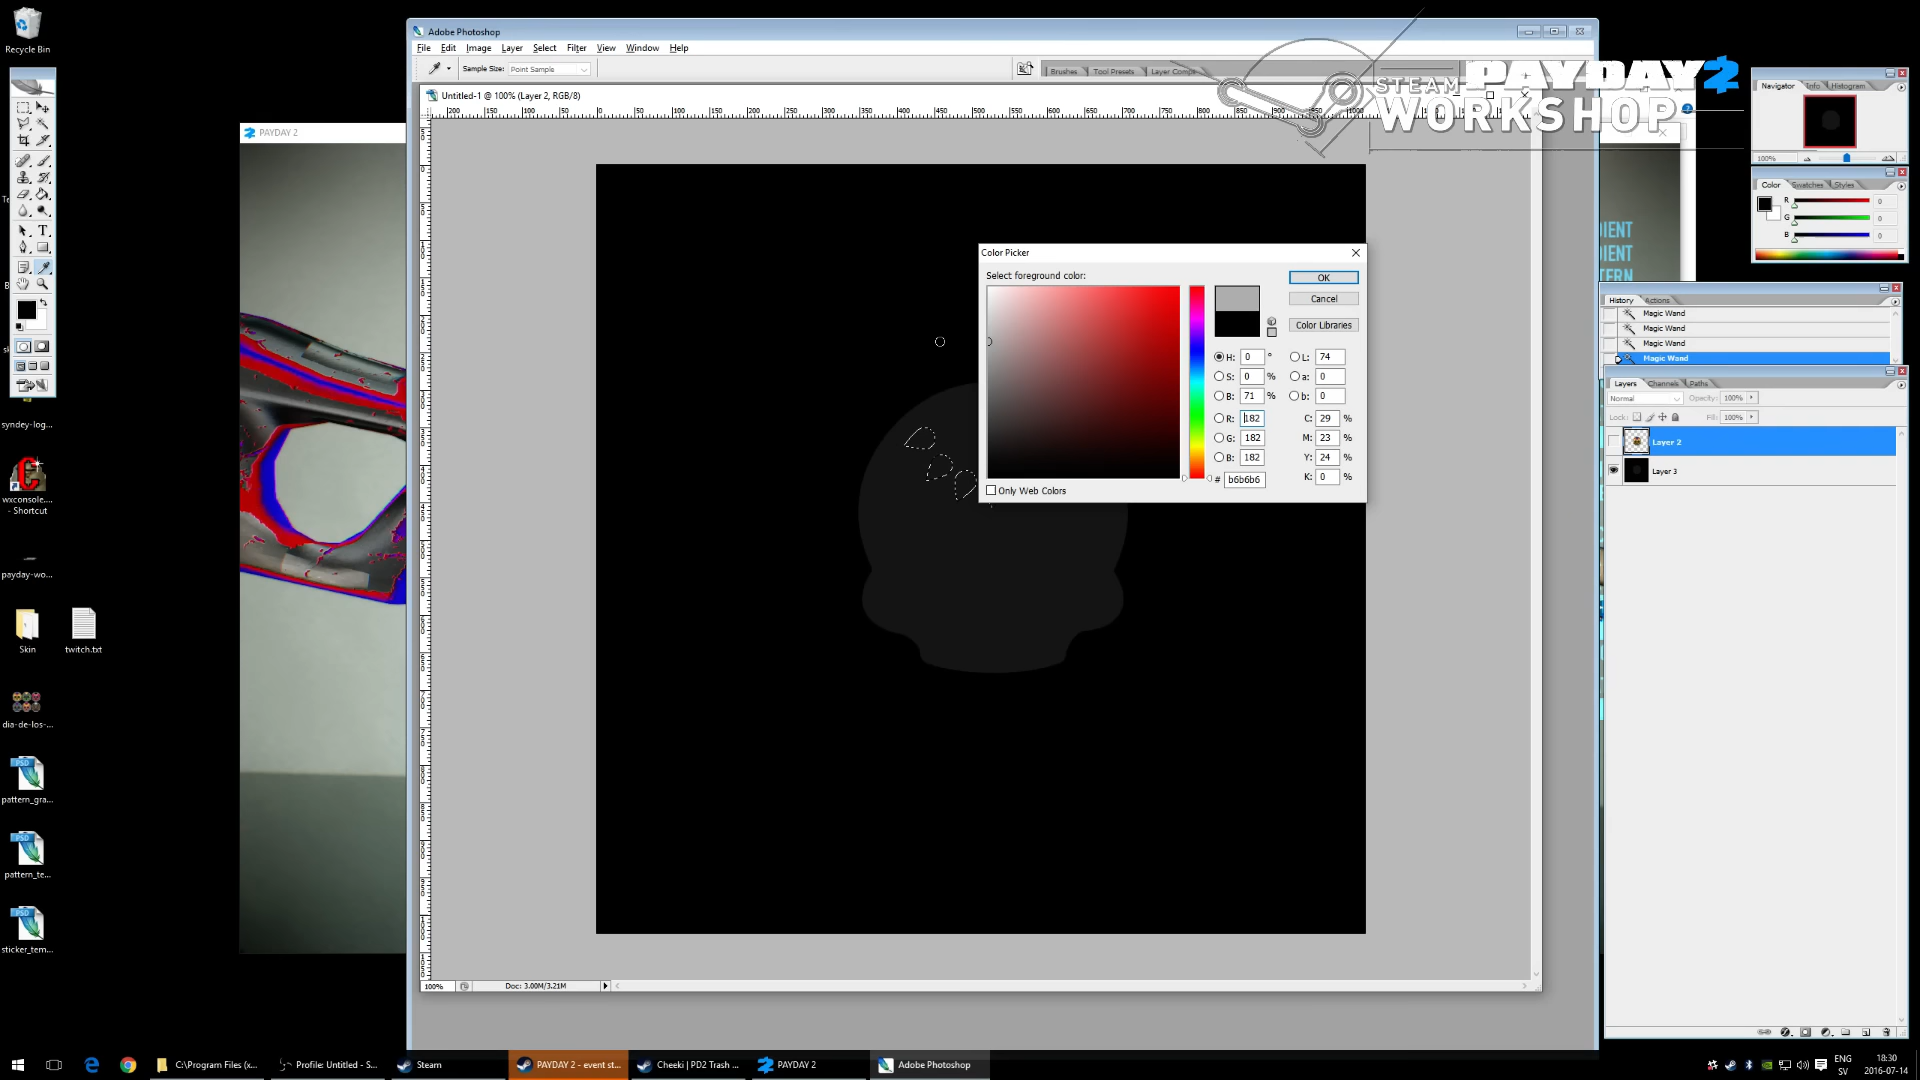 Recycle Bin
syndey-log...
wxconsole....
- Shortcut
payday-wo...
Skin
twitch.txt
dia-de-los-...
pattern_gra...
pattern_te...
sticker_tem...
PAYDAY 2
Adobe Photoshop
File Edit Image Layer Select Filter View Window Help
Sample Size: Point Sample
Brushes Tool Presets Layer Comps
Untitled-1 @ 100% (Layer 2, RGB/8)
STEAM PAYDAY 2
WORKSHOP
Color Picker
Select foreground color:
OK
Cancel
Color Libraries
H: 0 °
S: 0 %
B: 71 %
R: 182
G: 182
B: 182
# b6b6b6
L: 74
a: 0
b: 0
C: 29 %
M: 23 %
Y: 24 %
K: 0 %
Only Web Colors
100% Doc: 3.00M/3.21M
Navigator Info Histogram
100%
Color Swatches Styles
R 0
G 0
B 0
DIENT
DIENT
TERN
History Actions
Magic Wand
Magic Wand
Magic Wand
Magic Wand
Layers Channels Paths
Normal Opacity: 100%
Lock: Fill: 100%
Layer 2
Layer 3
C:\Program Files (x...
Profile: Untitled - S...
Steam
PAYDAY 2 - event st...
Cheeki | PD2 Trash ...
PAYDAY 2
Adobe Photoshop
ENG
SV
18:30
2016-07-14